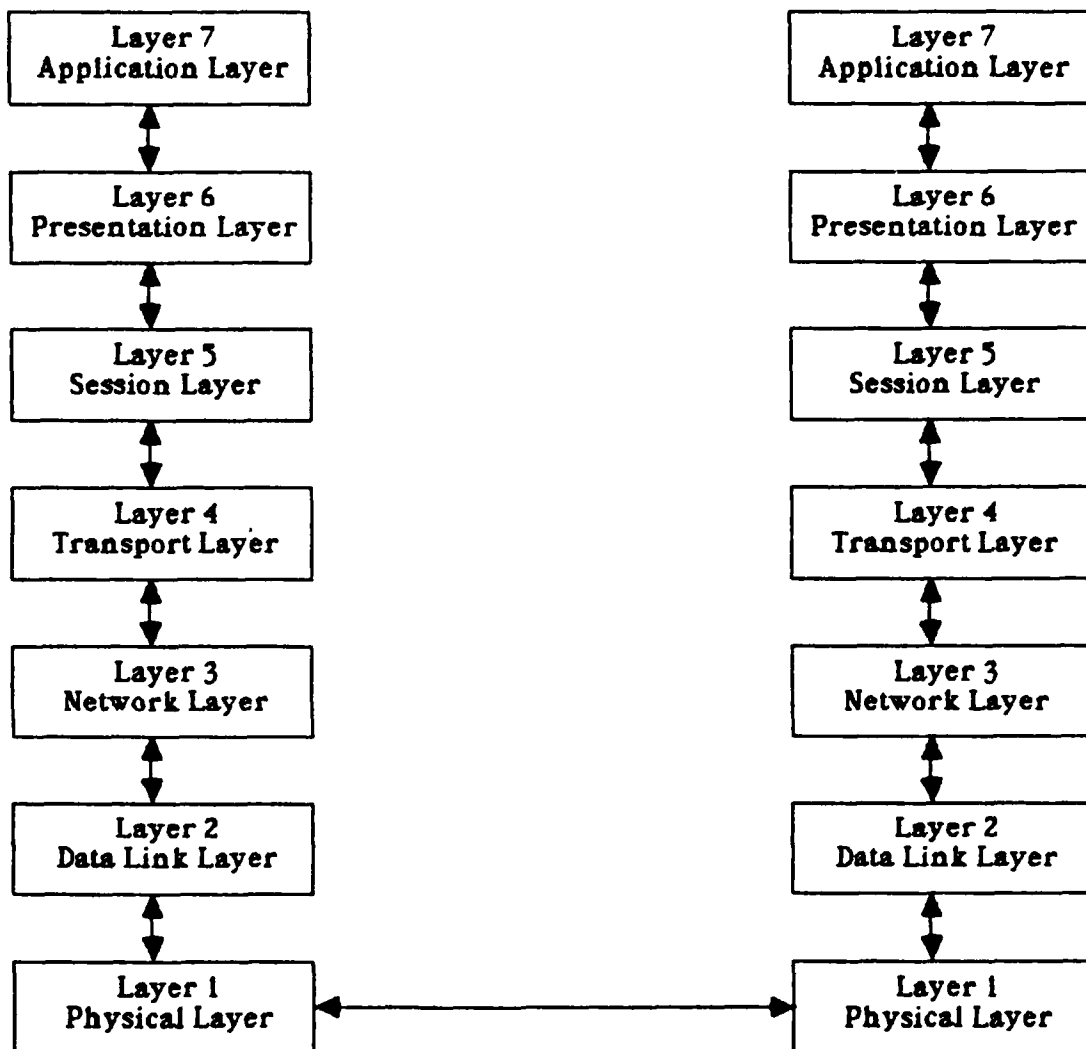 Layer 7
Application Layer
Layer 7
Application Layer
Layer 6
Presentation Layer
Layer 6
Presentation Layer
Layer 5
Session Layer
Layer 5
Session Layer
Layer 4
Transport Layer
Layer 4
Transport Layer
Layer 3
Network Layer
Layer 3
Network Layer
Layer 2
Data Link Layer
Layer 2
Data Link Layer
Layer 1
Physical Layer
Layer 1
Physical Layer